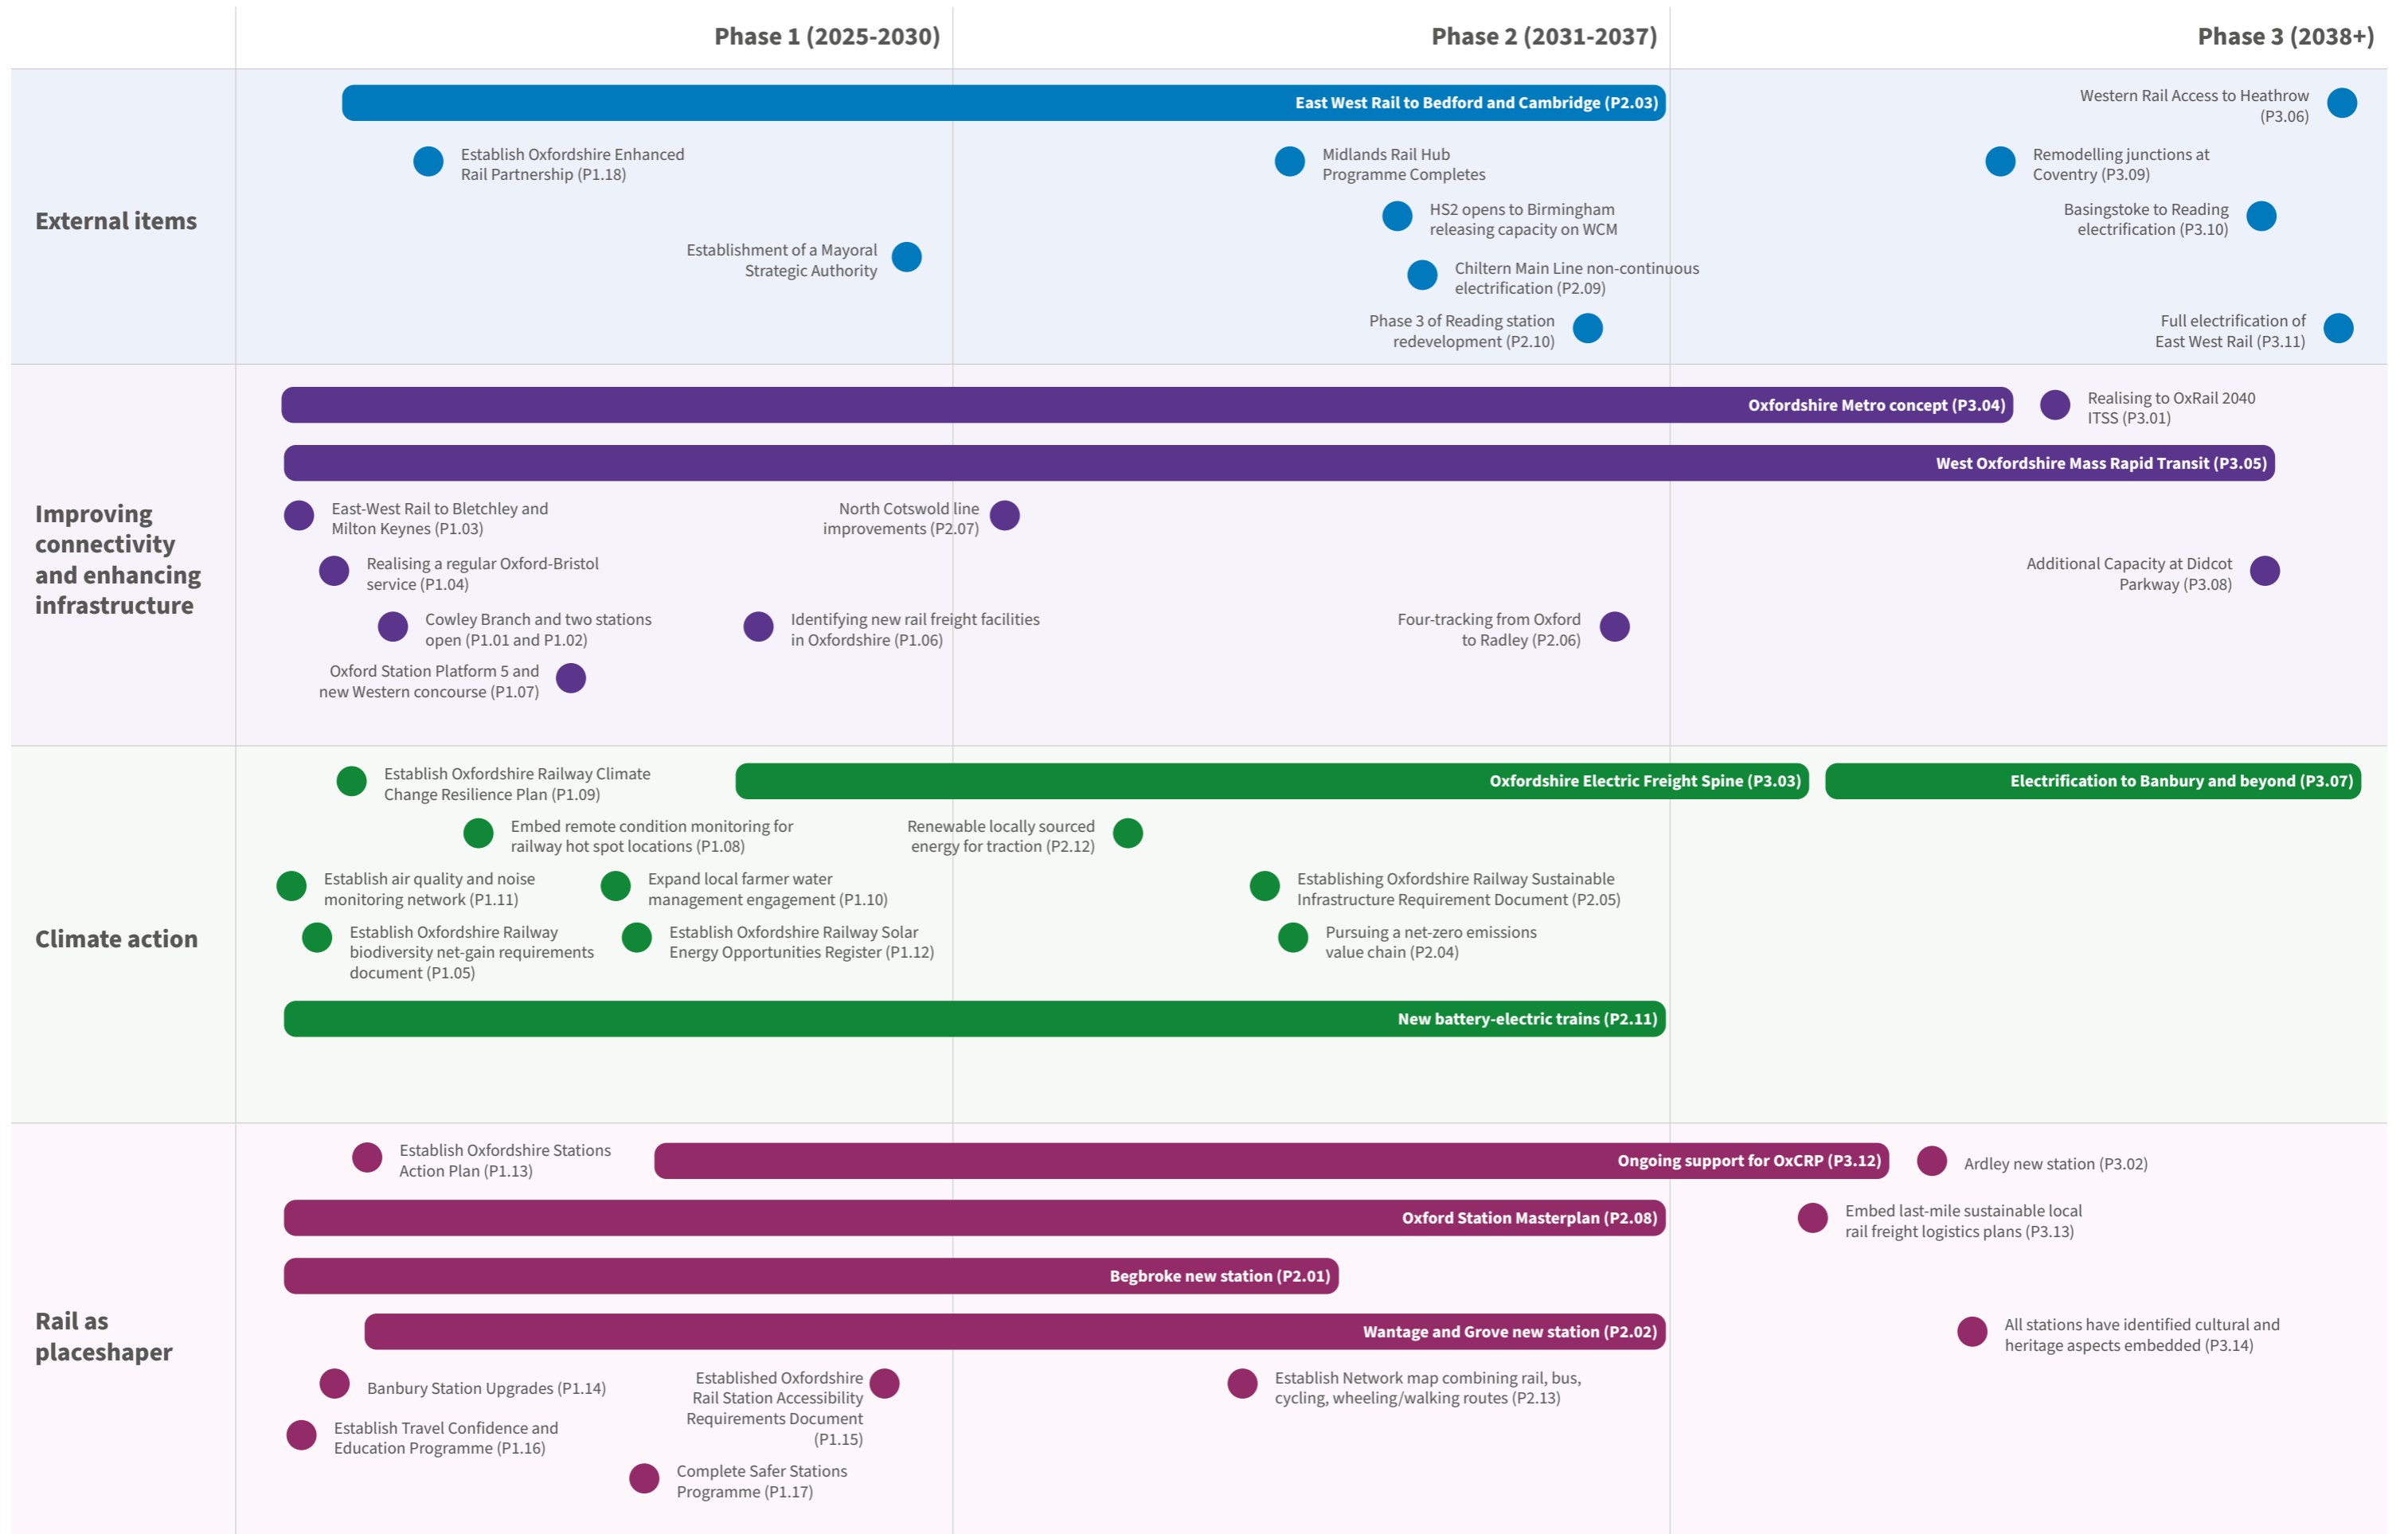 Phase 1 (2025-2030)
Phase 2 (2031-2037)
Phase 3 (2038+)
External items
East West Rail to Bedford and Cambridge (P2.03)
Western Rail Access to Heathrow
(P3.06)
Establish Oxfordshire Enhanced
Rail Partnership (P1.18)
Midlands Rail Hub
Programme Completes
Remodelling junctions at
Coventry (P3.09)
HS2 opens to Birmingham
releasing capacity on WCM
Basingstoke to Reading
electrification (P3.10)
Establishment of a Mayoral
Strategic Authority
Chiltern Main Line non-continuous
electrification (P2.09)
Phase 3 of Reading station
redevelopment (P2.10)
Full electrification of
East West Rail (P3.11)
Improving
connectivity
and enhancing
infrastructure
Oxfordshire Metro concept (P3.04)
Realising to OxRail 2040
ITSS (P3.01)
West Oxfordshire Mass Rapid Transit (P3.05)
East-West Rail to Bletchley and
Milton Keynes (P1.03)
North Cotswold line
improvements (P2.07)
Realising a regular Oxford-Bristol
service (P1.04)
Additional Capacity at Didcot
Parkway (P3.08)
Cowley Branch and two stations
open (P1.01 and P1.02)
Identifying new rail freight facilities
in Oxfordshire (P1.06)
Four-tracking from Oxford
to Radley (P2.06)
Oxford Station Platform 5 and
new Western concourse (P1.07)
Climate action
Establish Oxfordshire Railway Climate
Change Resilience Plan (P1.09)
Oxfordshire Electric Freight Spine (P3.03)
Electrification to Banbury and beyond (P3.07)
Embed remote condition monitoring for
railway hot spot locations (P1.08)
Renewable locally sourced
energy for traction (P2.12)
Establish air quality and noise
monitoring network (P1.11)
Expand local farmer water
management engagement (P1.10)
Establishing Oxfordshire Railway Sustainable
Infrastructure Requirement Document (P2.05)
Establish Oxfordshire Railway
biodiversity net-gain requirements
document (P1.05)
Establish Oxfordshire Railway Solar
Energy Opportunities Register (P1.12)
Pursuing a net-zero emissions
value chain (P2.04)
New battery-electric trains (P2.11)
Rail as
placeshaper
Establish Oxfordshire Stations
Action Plan (P1.13)
Ongoing support for OxCRP (P3.12)
Ardley new station (P3.02)
Oxford Station Masterplan (P2.08)
Embed last-mile sustainable local
rail freight logistics plans (P3.13)
Begbroke new station (P2.01)
Wantage and Grove new station (P2.02)
All stations have identified cultural and
heritage aspects embedded (P3.14)
Banbury Station Upgrades (P1.14)
Established Oxfordshire
Rail Station Accessibility
Requirements Document
(P1.15)
Establish Network map combining rail, bus,
cycling, wheeling/walking routes (P2.13)
Establish Travel Confidence and
Education Programme (P1.16)
Complete Safer Stations
Programme (P1.17)